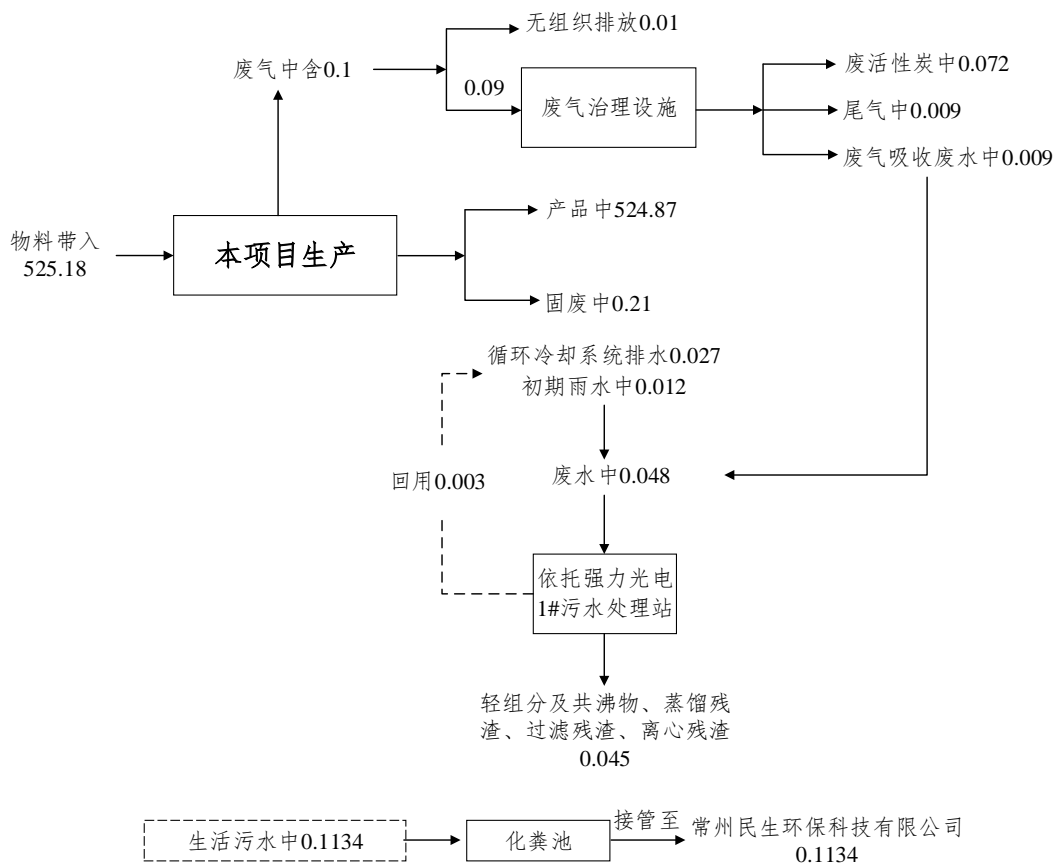 无组织排放0.01
废气中含0.1
0.09
废气治理设施
废活性炭中0.072
尾气中0.009
废气吸收废水中0.009
物料带入
525.18
本项目生产
产品中524.87
固废中0.21
循环冷却系统排水0.027
初期雨水中0.012
回用0.003
废水中0.048
依托强力光电
1#污水处理站
轻组分及共沸物、蒸馏残
渣、过滤残渣、离心残渣
0.045
生活污水中0.1134
化粪池
接管至
常州民生环保科技有限公司
0.1134